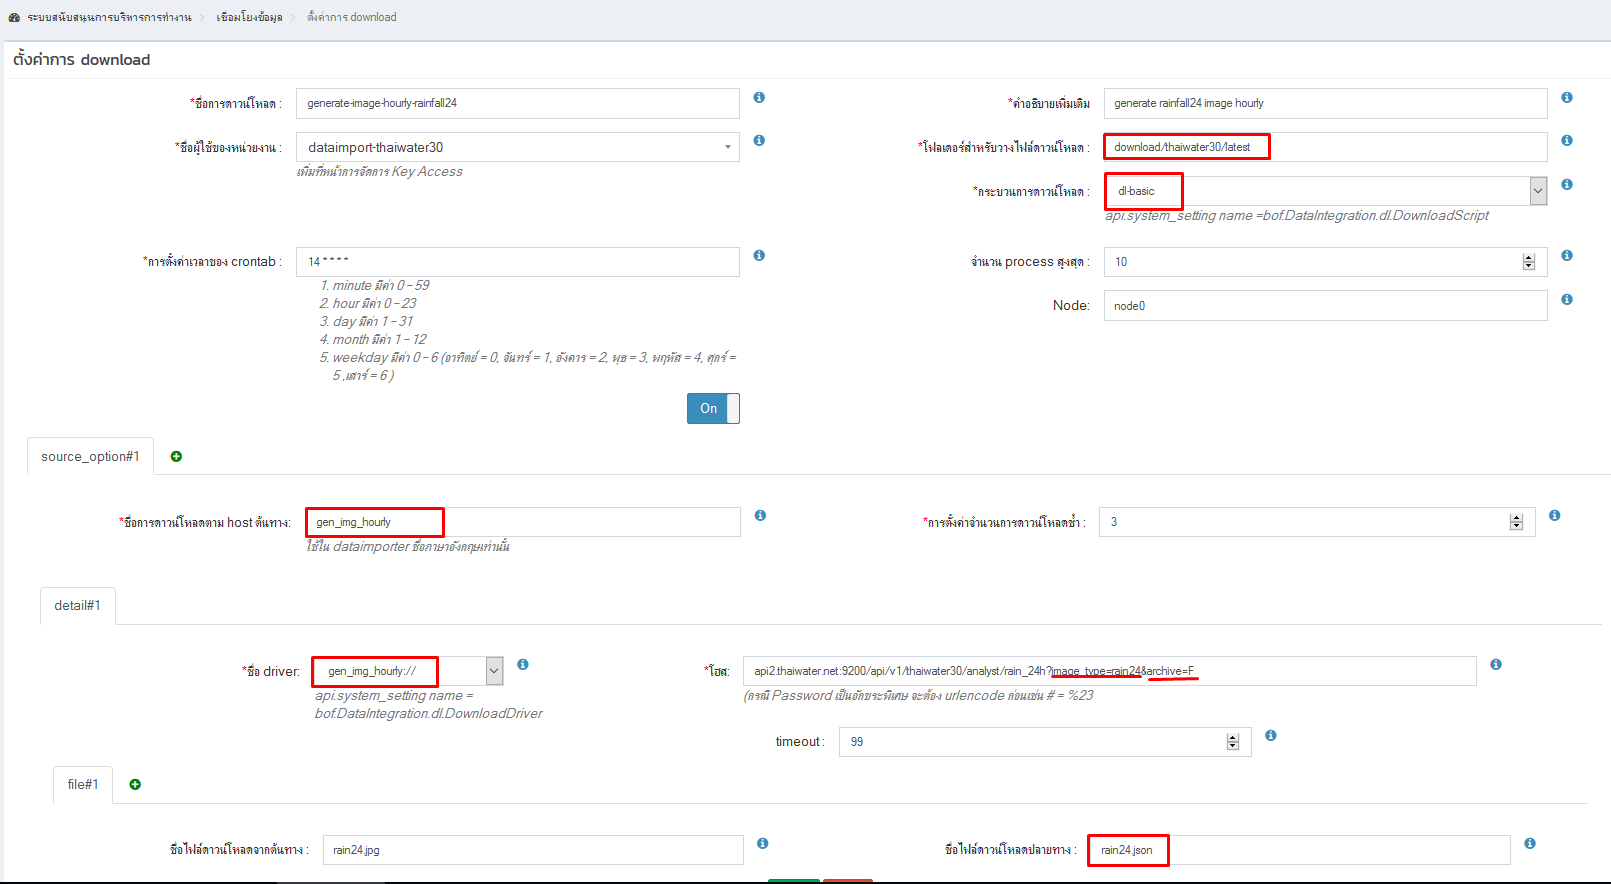 ระบบสนับสนุนการบริหารการทำงาน > เชื่อมโยงข้อมูล > ตั้งค่าการ download
ตั้งค่าการ download
*ชื่อการดาวน์โหลด : generate-image-hourly-rainfall24
*คำอธิบายเพิ่มเติม generate rainfall24 image hourly
*ชื่อผู้ใช้ของหน่วยงาน : dataimport-thaiwater30
เพิ่มที่หน้าการจัดการ Key Access
*โฟลเดอร์สำหรับวางไฟล์ดาวน์โหลด : download/thaiwater30/latest
*กระบวนการดาวน์โหลด : dl-basic
api.system_setting name =bof.DataIntegration.dl.DownloadScript
*การตั้งค่าเวลาของ crontab : 14 * * * *
1. minute มีค่า 0 – 59
2. hour มีค่า 0 – 23
3. day มีค่า 1 – 31
4. month มีค่า 1 – 12
5. weekday มีค่า 0 – 6 (อาทิตย์ = 0, จันทร์ = 1, อังคาร = 2, พุธ = 3, พฤหัส = 4, ศุกร์ =
5 ,เสาร์ = 6 )
จำนวน process สูงสุด : 10
Node: node0
On
source_option#1
*ชื่อการดาวน์โหลดตาม host ต้นทาง: gen_img_hourly
ใช้ใน dataimporter ชื่อภาษาอังกฤษเท่านั้น
*การตั้งค่าจำนวนการดาวน์โหลดซ้ำ : 3
detail#1
*ชื่อ driver: gen_img_hourly://
api.system_setting name =
bof.DataIntegration.dl.DownloadDriver
*โฮส: api2.thaiwater.net:9200/api/v1/thaiwater30/analyst/rain_24h?image_type=rain24&archive=F
(กรณี Password เป็นอักขระพิเศษ จะต้อง urlencode ก่อนเช่น # = %23
timeout : 99
file#1
ชื่อไฟล์ดาวน์โหลดจากต้นทาง : rain24.jpg
ชื่อไฟล์ดาวน์โหลดปลายทาง : rain24.json